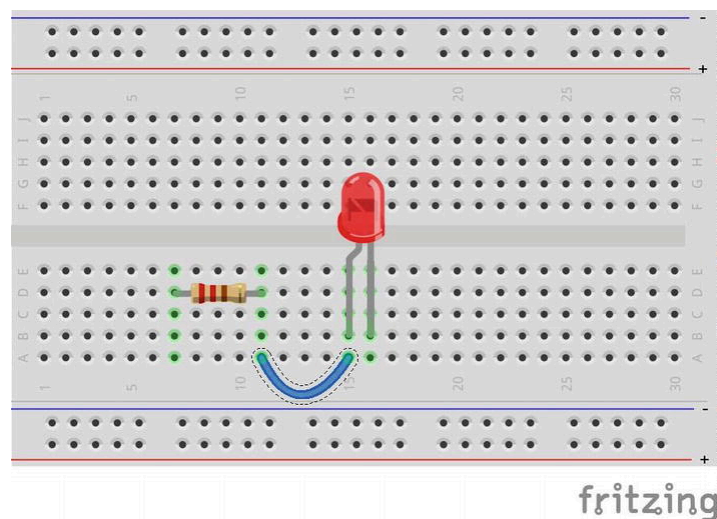 -
+
1 5 10 15 20 25 30
J J
I I
H H
G G
F F
E E
D D
C C
B B
A A
1 5 10 15 20 25 30
-
+
fritzing